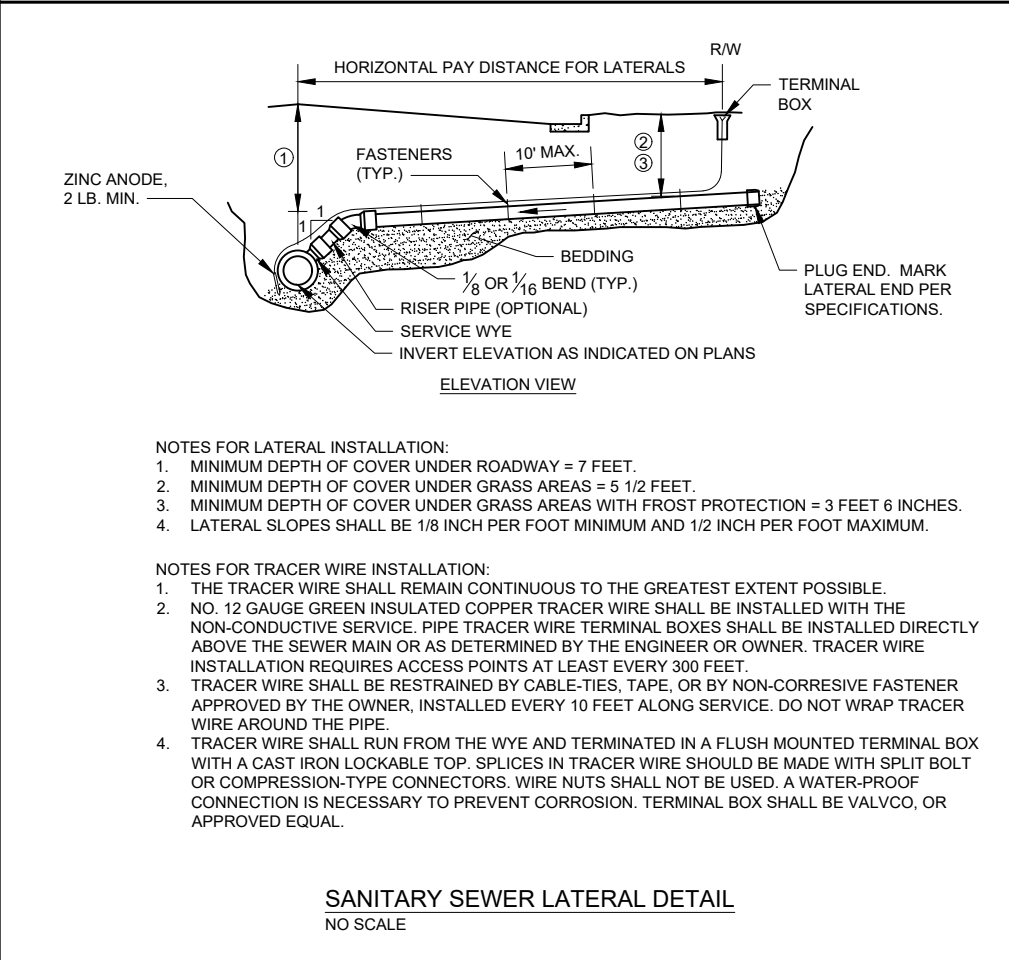 R/W
HORIZONTAL PAY DISTANCE FOR LATERALS
TERMINAL
BOX
①
FASTENERS
(TYP.)
10' MAX.
②
③
ZINC ANODE,
2 LB. MIN.
1
1
BEDDING
1/8 OR 1/16 BEND (TYP.)
RISER PIPE (OPTIONAL)
SERVICE WYE
INVERT ELEVATION AS INDICATED ON PLANS
PLUG END. MARK
LATERAL END PER
SPECIFICATIONS.
ELEVATION VIEW
NOTES FOR LATERAL INSTALLATION:
1. MINIMUM DEPTH OF COVER UNDER ROADWAY = 7 FEET.
2. MINIMUM DEPTH OF COVER UNDER GRASS AREAS = 5 1/2 FEET.
3. MINIMUM DEPTH OF COVER UNDER GRASS AREAS WITH FROST PROTECTION = 3 FEET 6 INCHES.
4. LATERAL SLOPES SHALL BE 1/8 INCH PER FOOT MINIMUM AND 1/2 INCH PER FOOT MAXIMUM.
NOTES FOR TRACER WIRE INSTALLATION:
1. THE TRACER WIRE SHALL REMAIN CONTINUOUS TO THE GREATEST EXTENT POSSIBLE.
2. NO. 12 GAUGE GREEN INSULATED COPPER TRACER WIRE SHALL BE INSTALLED WITH THE
NON-CONDUCTIVE SERVICE. PIPE TRACER WIRE TERMINAL BOXES SHALL BE INSTALLED DIRECTLY
ABOVE THE SEWER MAIN OR AS DETERMINED BY THE ENGINEER OR OWNER. TRACER WIRE
INSTALLATION REQUIRES ACCESS POINTS AT LEAST EVERY 300 FEET.
3. TRACER WIRE SHALL BE RESTRAINED BY CABLE-TIES, TAPE, OR BY NON-CORRESIVE FASTENER
APPROVED BY THE OWNER, INSTALLED EVERY 10 FEET ALONG SERVICE. DO NOT WRAP TRACER
WIRE AROUND THE PIPE.
4. TRACER WIRE SHALL RUN FROM THE WYE AND TERMINATED IN A FLUSH MOUNTED TERMINAL BOX
WITH A CAST IRON LOCKABLE TOP. SPLICES IN TRACER WIRE SHOULD BE MADE WITH SPLIT BOLT
OR COMPRESSION-TYPE CONNECTORS. WIRE NUTS SHALL NOT BE USED. A WATER-PROOF
CONNECTION IS NECESSARY TO PREVENT CORROSION. TERMINAL BOX SHALL BE VALVCO, OR
APPROVED EQUAL.
SANITARY SEWER LATERAL DETAIL
NO SCALE